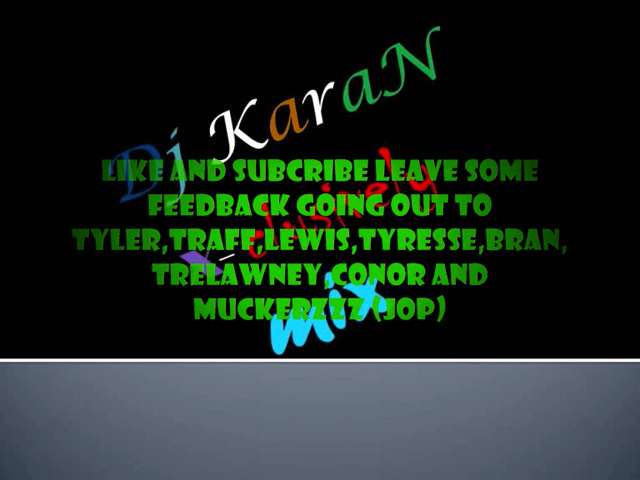 Dj KaraN
LIKE AND SUBCRIBE LEAVE SOME
FEEDBACK GOING OUT TO
TYLER,TRAFF,LEWIS,TYRESSE,BRAN,
TRELAWNEY,CONOR AND
MUCKERZZZ (JOP)
X-clusively
mix